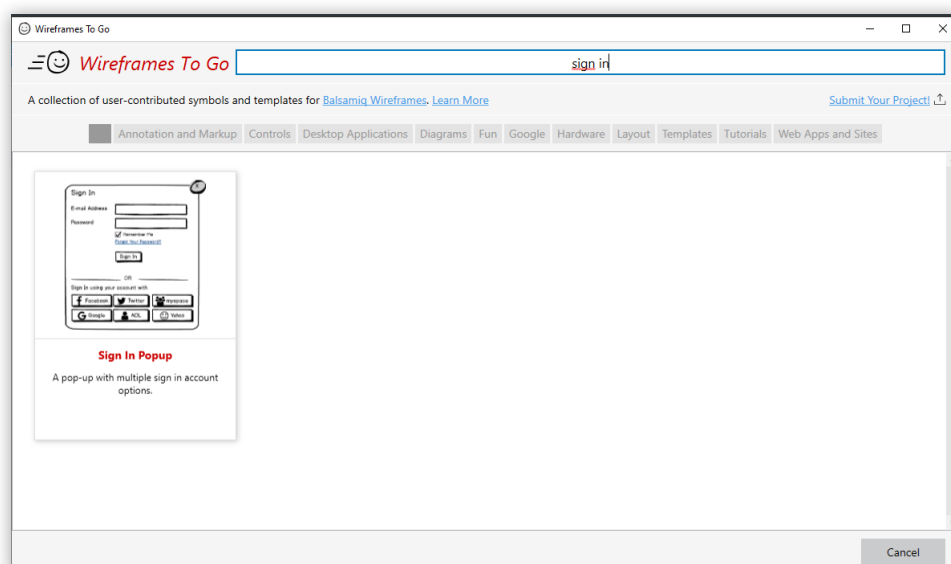 Wireframes To Go
Wireframes To Go
sign in
A collection of user-contributed symbols and templates for Balsamiq Wireframes. Learn More
Submit Your Project!
Annotation and Markup Controls Desktop Applications Diagrams Fun Google Hardware Layout Templates Tutorials Web Apps and Sites
Sign In
E-mail Address
Password
Remember Me
Forgot Your Password?
Sign In
OR
Sign In using your account with
Facebook Twitter myspace
Google AOL Yahoo
Sign In Popup
A pop-up with multiple sign in account
options.
Cancel